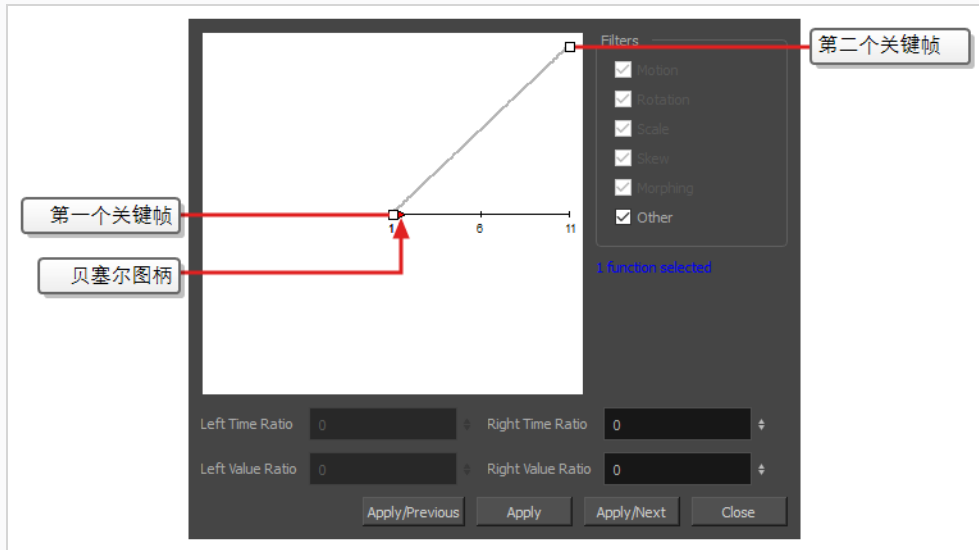 第二个关键帧
第一个关键帧
贝塞尔图柄
Filters
Motion
Rotation
Scale
Skew
Morphing
Other
1 function selected
1
6
11
Left Time Ratio
0
Right Time Ratio
0
Left Value Ratio
0
Right Value Ratio
0
Apply/Previous
Apply
Apply/Next
Close